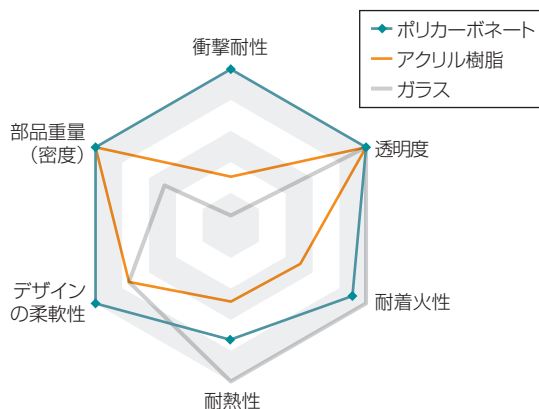 ポリカーボネート
アクリル樹脂
ガラス
衝撃耐性
部品重量
（密度）
透明度
デザイン
の柔軟性
耐着火性
耐熱性